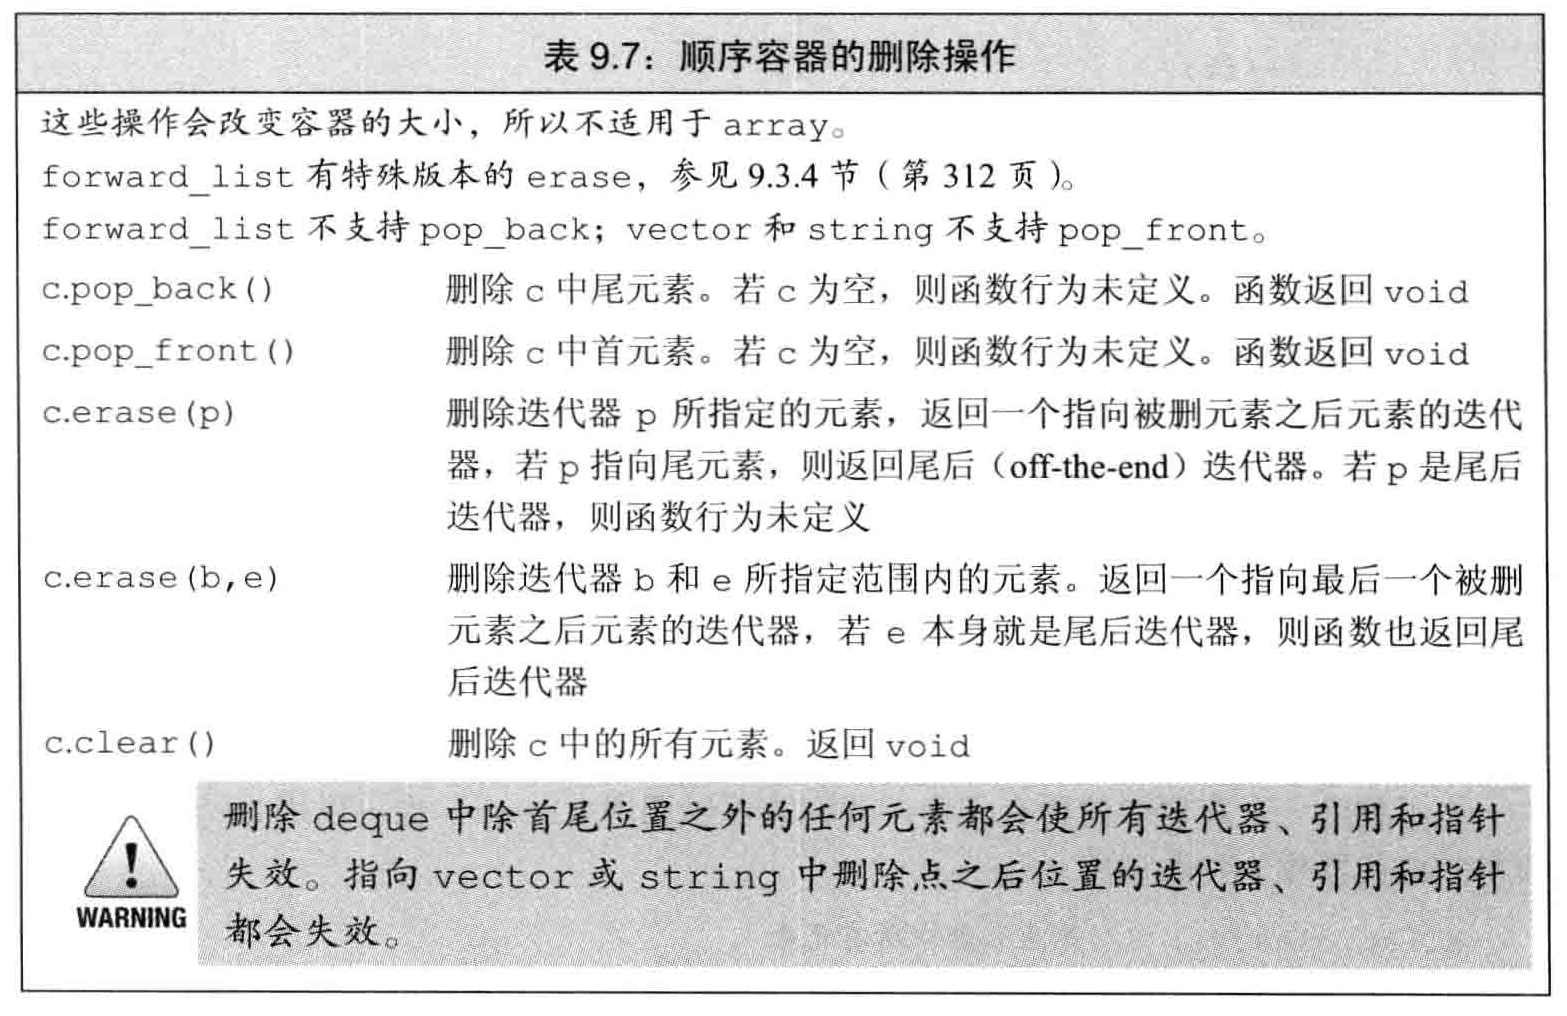 表 9.7：顺序容器的删除操作
这些操作会改变容器的大小，所以不适用于 array。
forward_list 有特殊版本的 erase，参见 9.3.4 节（第 312 页）。
forward_list 不支持 pop_back；vector 和 string 不支持 pop_front。
c.pop_back() 删除 c 中尾元素。若 c 为空，则函数行为未定义。函数返回 void
c.pop_front() 删除 c 中首元素。若 c 为空，则函数行为未定义。函数返回 void
c.erase(p) 删除迭代器 p 所指定的元素，返回一个指向被删元素之后元素的迭代
器，若 p 指向尾元素，则返回尾后（off-the-end）迭代器。若 p 是尾后
迭代器，则函数行为未定义
c.erase(b,e) 删除迭代器 b 和 e 所指定范围内的元素。返回一个指向最后一个被删
元素之后元素的迭代器，若 e 本身就是尾后迭代器，则函数也返回尾
后迭代器
c.clear() 删除 c 中的所有元素。返回 void
删除 deque 中除首尾位置之外的任何元素都会使所有迭代器、引用和指针
失效。指向 vector 或 string 中删除点之后位置的迭代器、引用和指针
都会失效。
WARNING